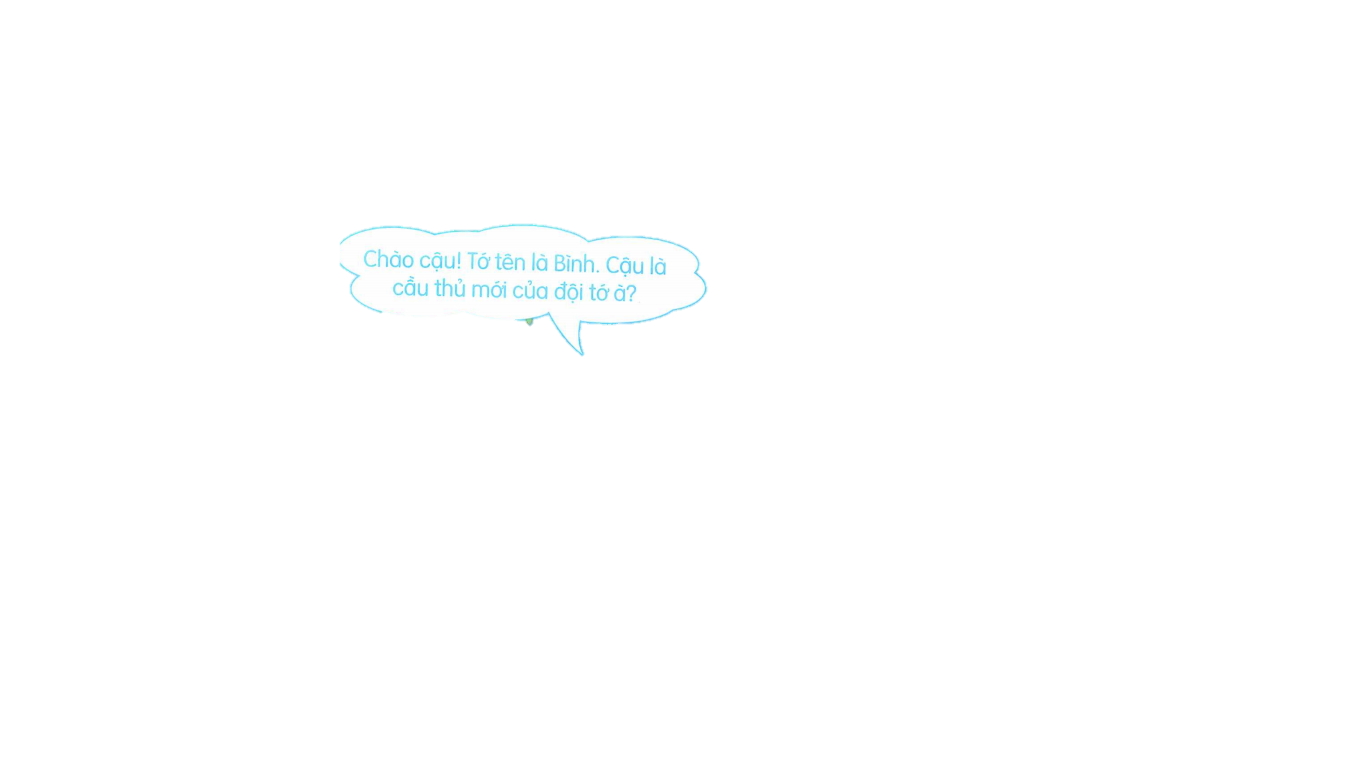 Chào cậu! Tớ tên là Bình. Cậu là
cầu thủ mới của đội tớ à?